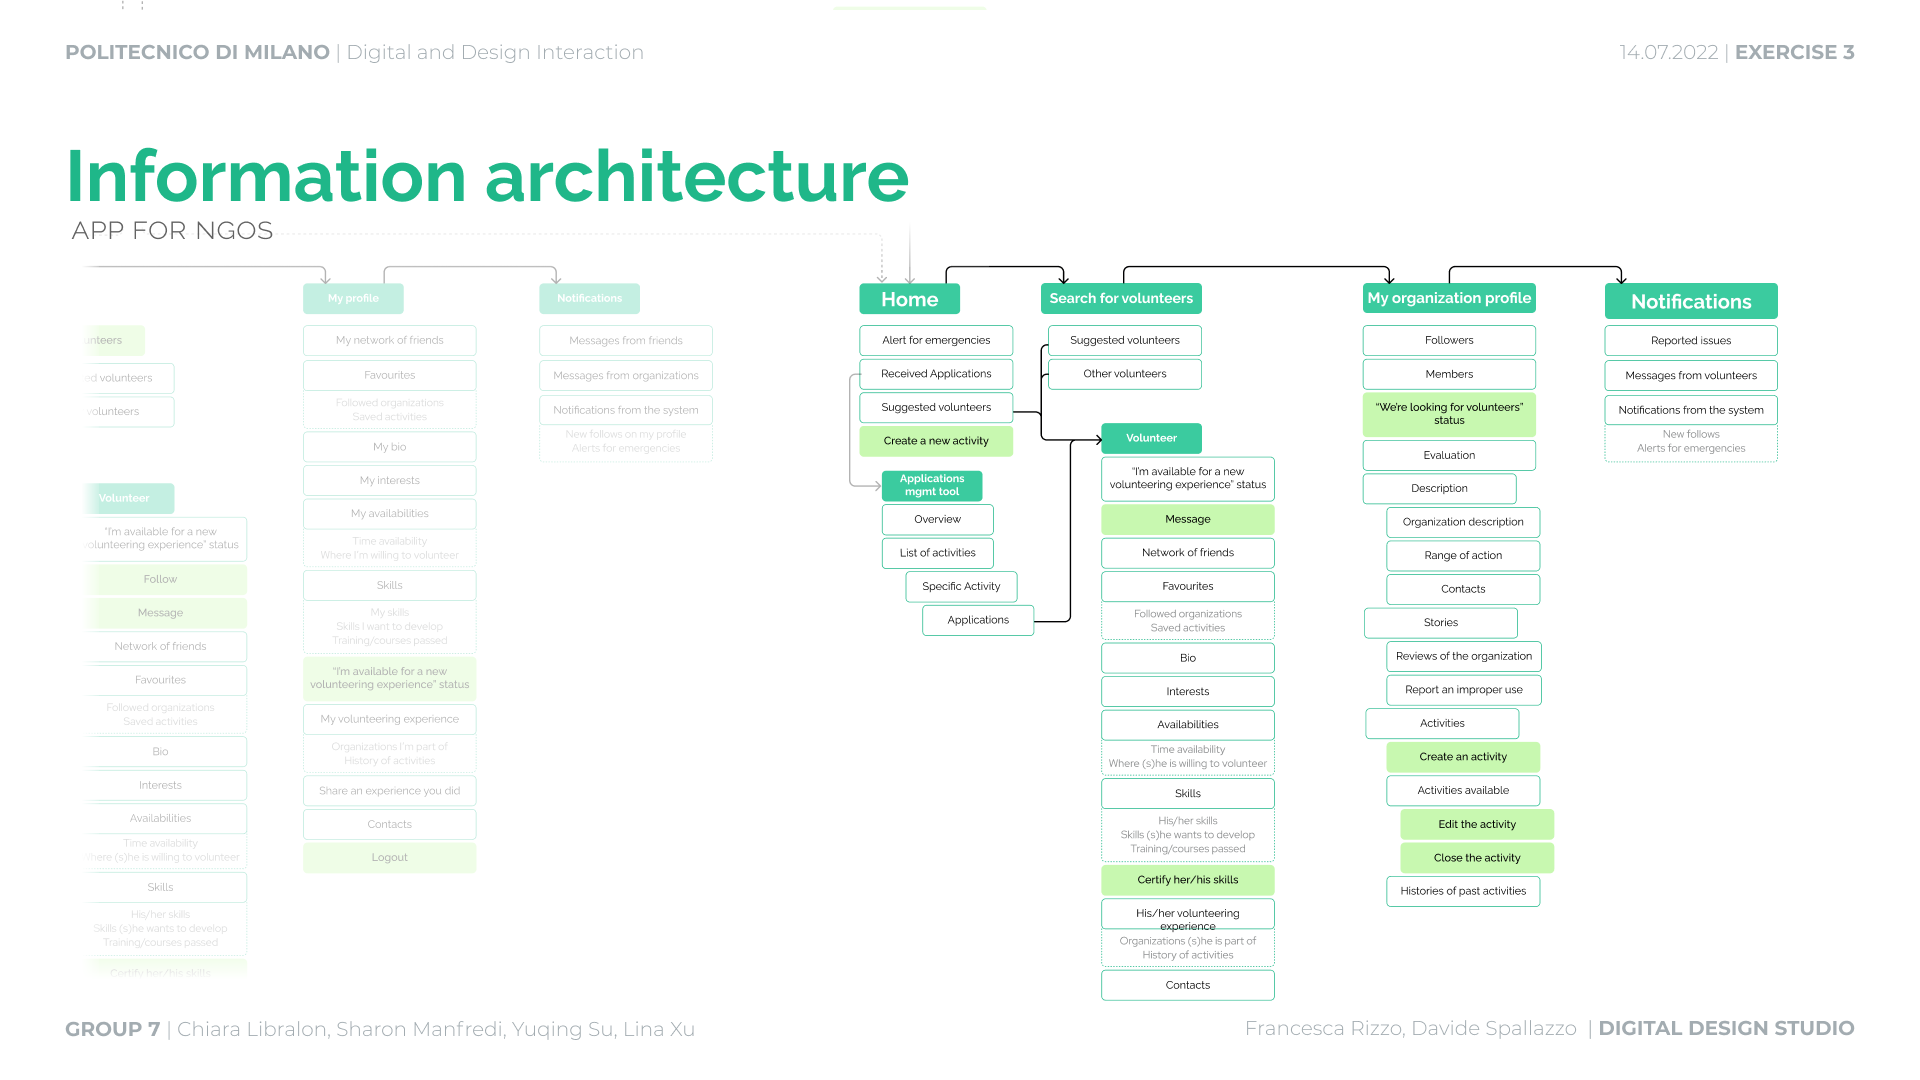 POLITECNICO DI MILANO | Digital and Design Interaction
14.07.2022 | EXERCISE 3
Information architecture
APP FOR NGOS
unteers
ed volunteers
volunteers
Volunteer
"I'm available for a new
volunteering experience" status
Follow
Message
Network of friends
Favourites
Followed organizations
Saved activities
Bio
Interests
Availabilities
Time availability
here (s)he is willing to volunteer
Skills
His/her skills
Skills (s)he wants to develop
Training/courses passed
Certify her/his skills
My profile
My network of friends
Favourites
Followed organizations
Saved activities
My bio
My interests
My availabilities
Time availability
Where I'm willing to volunteer
Skills
My skills
Skills I want to develop
Training/courses passed
"I'm available for a new
volunteering experience" status
My volunteering experience
Organizations I'm part of
History of activities
Share an experience you did
Contacts
Logout
Notifications
Messages from friends
Messages from organizations
Notifications from the system
New follows on my profile
Alerts for emergencies
Home
Alert for emergencies
Received Applications
Suggested volunteers
Create a new activity
Applications
mgmt tool
Overview
List of activities
Specific Activity
Applications
Search for volunteers
Suggested volunteers
Other volunteers
Volunteer
"I'm available for a new
volunteering experience" status
Message
Network of friends
Favourites
Followed organizations
Saved activities
Bio
Interests
Availabilities
Time availability
Where (s)he is willing to volunteer
Skills
His/her skills
Skills (s)he wants to develop
Training/courses passed
Certify her/his skills
His/her volunteering
experience
Organizations (s)he is part of
History of activities
Contacts
My organization profile
Followers
Members
"We're looking for volunteers"
status
Evaluation
Description
Organization description
Range of action
Contacts
Stories
Reviews of the organization
Report an improper use
Activities
Create an activity
Activities available
Edit the activity
Close the activity
Histories of past activities
Notifications
Reported issues
Messages from volunteers
Notifications from the system
New follows
Alerts for emergencies
GROUP 7 | Chiara Libralon, Sharon Manfredi, Yuqing Su, Lina Xu
Francesca Rizzo, Davide Spallazzo | DIGITAL DESIGN STUDIO